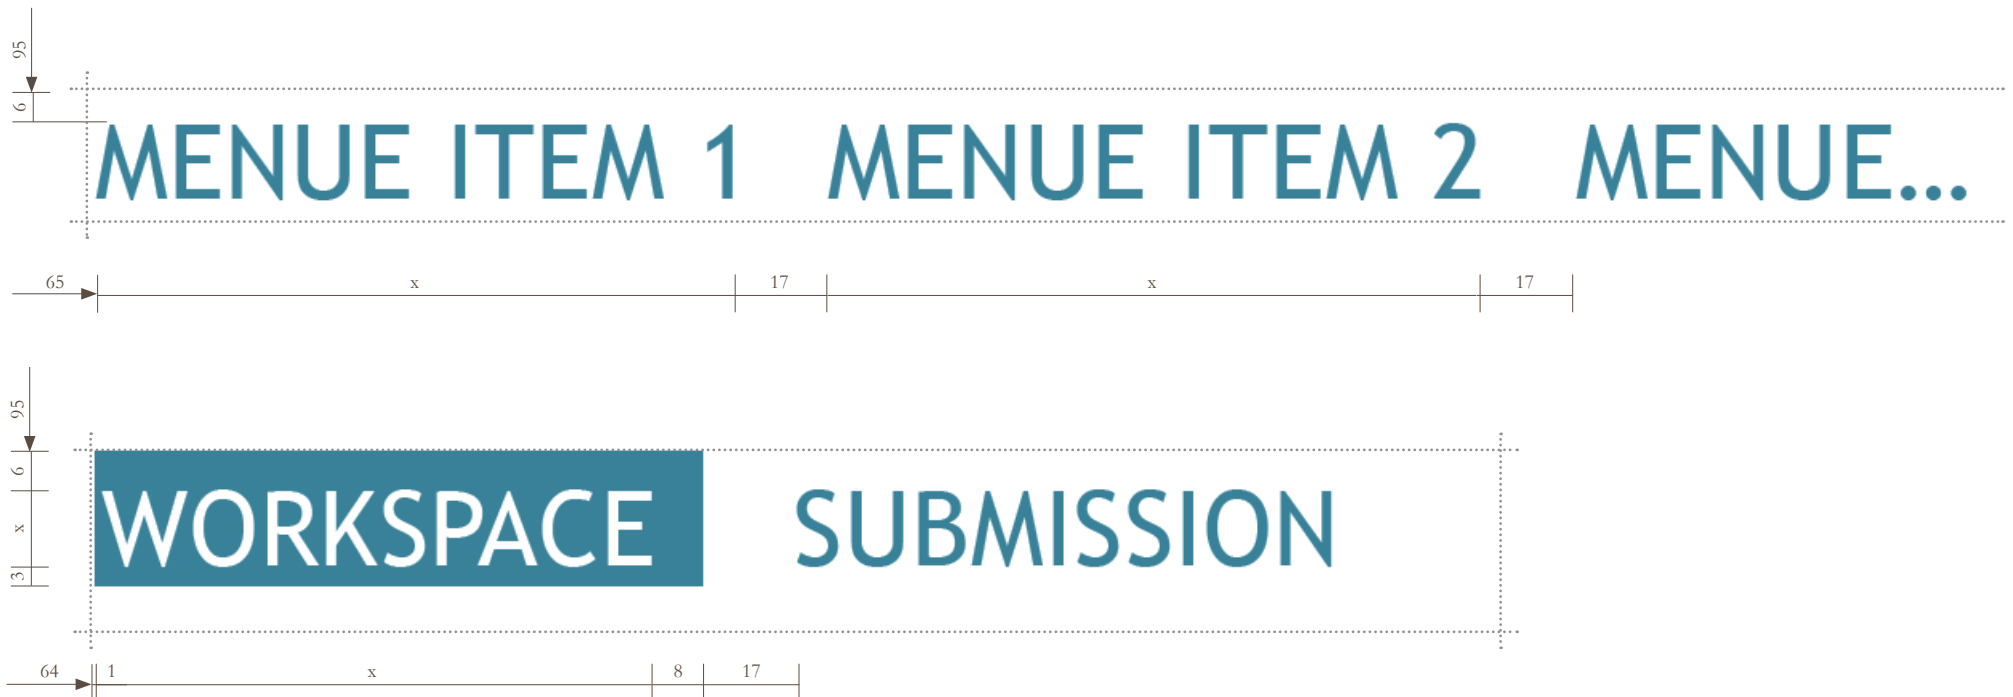 95
6
MENUE ITEM 1 MENUE ITEM 2 MENUE...
65 x 17 x 17
95
6
x
3
WORKSPACE SUBMISSION
64 1 x 8 17